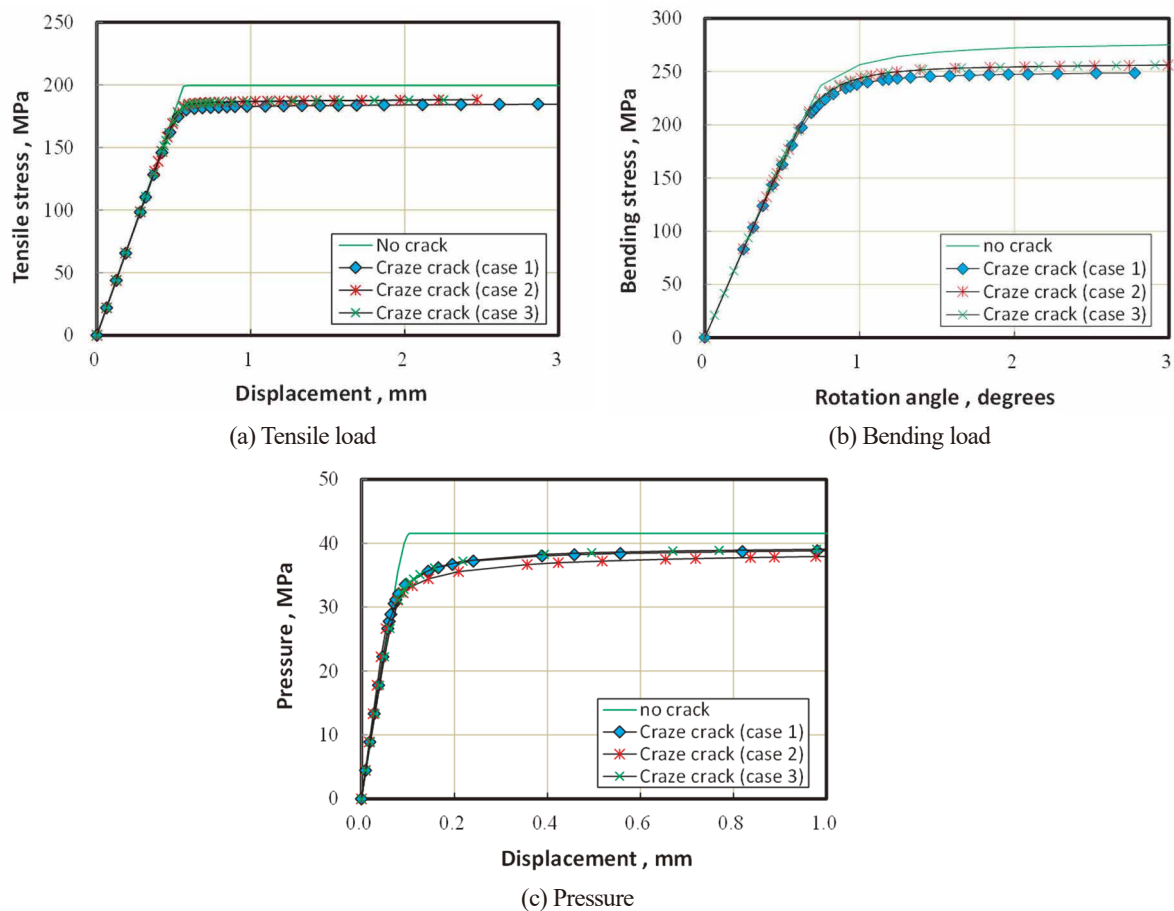 250
200
150
100
50
0
Tensile stress , MPa
No crack
Craze crack (case 1)
Craze crack (case 2)
Craze crack (case 3)
0 1 2 3
Displacement , mm
(a) Tensile load
300
250
200
150
100
50
0
Bending stress , MPa
no crack
Craze crack (case 1)
Craze crack (case 2)
Craze crack (case 3)
0 1 2 3
Rotation angle , degrees
(b) Bending load
50
40
30
20
10
0
Pressure , MPa
no crack
Craze crack (case 1)
Craze crack (case 2)
Craze crack (case 3)
0.0 0.2 0.4 0.6 0.8 1.0
Displacement , mm
(c) Pressure